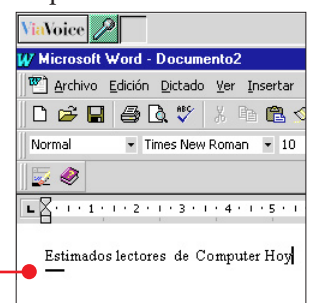 ViaVoice
Microsoft Word - Documento2
Archivo Edición Dictado Ver Insertar
ABC
Normal Times New Roman 10
L 1 2 3 4 5
Estimados lectores de Computer Hoy